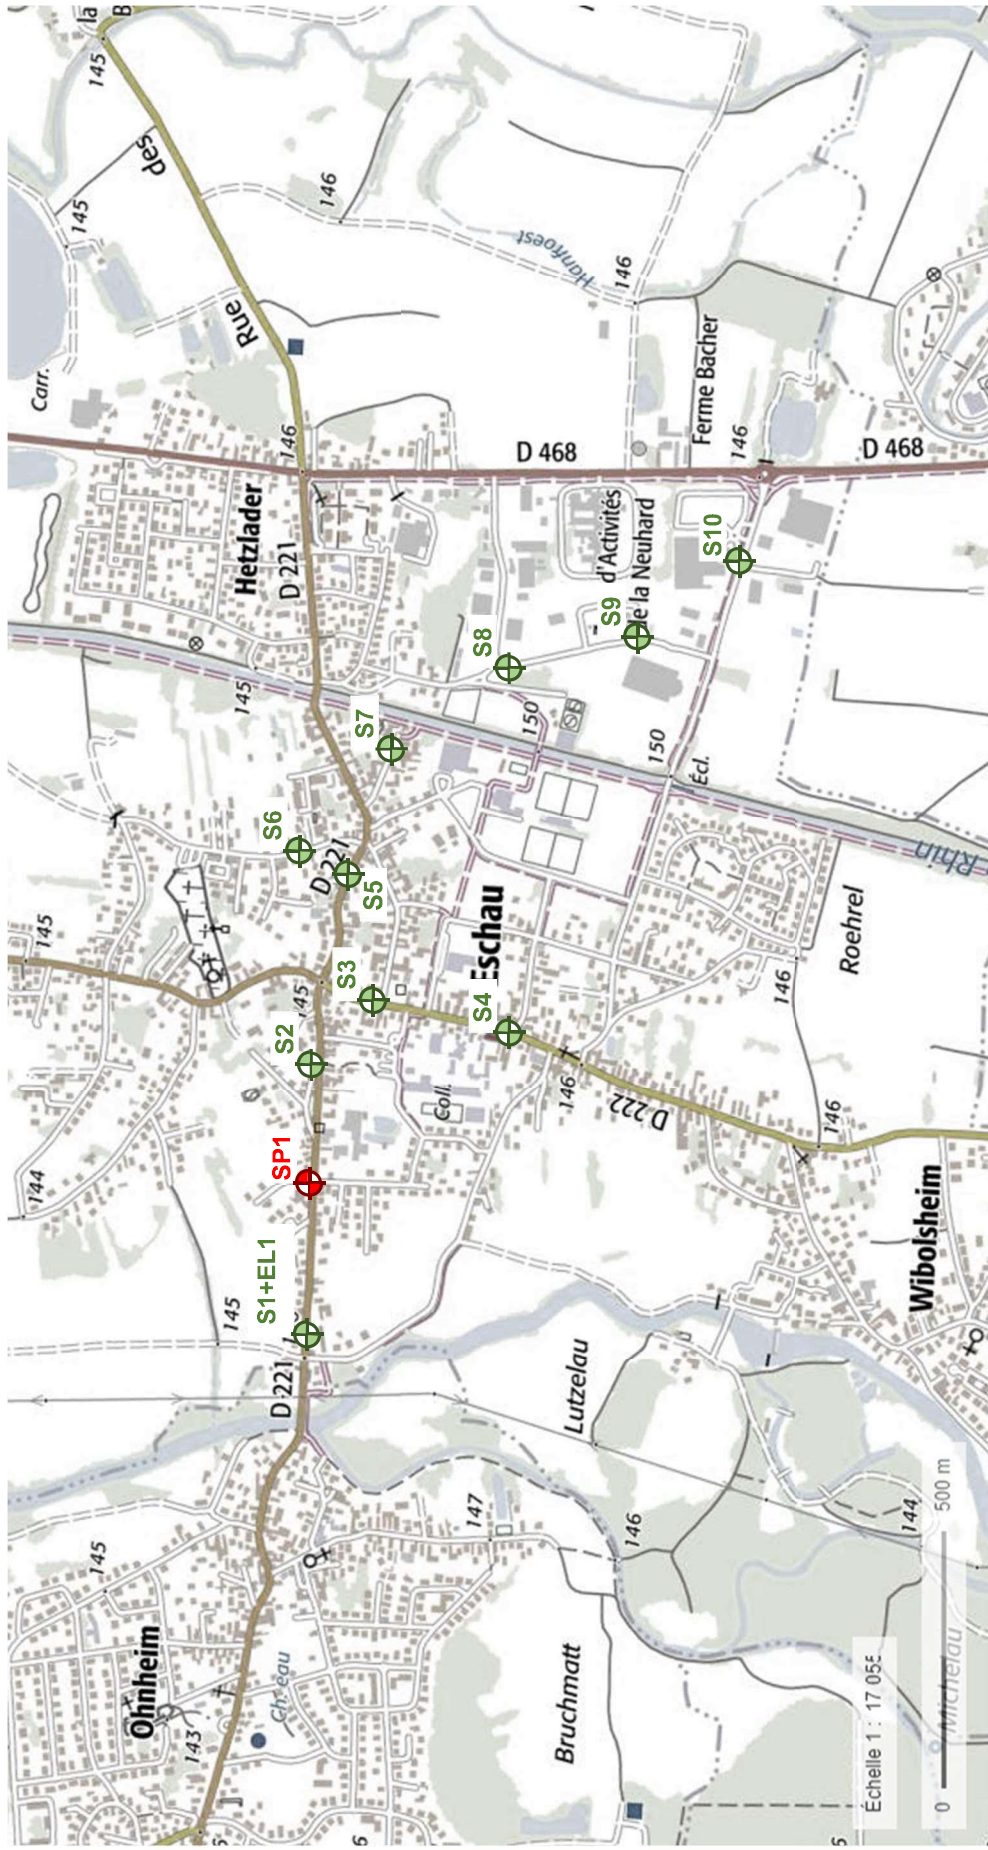 la
B
145
des
145
146
Hanfroest
146
Rue
Carr.
Ferme Bacher
146
146
D 468
D 468
Hetzlader
D 221
d'Activités
de la Neuhard
S10
S9
S8
145
S7
150
150
Écl.
Rhin
S6
D 221
S5
Eschau
Roehrel
145
S3
145
S4
146
S2
Coll.
146
D 222
146
144
SP1
Wibolsheim
S1+EL1
145
D 221
Lutzelau
147
146
144
145
500 m
Ohnheim
Bruchmatt
143
Échelle 1 : 17 055
0
Michelau